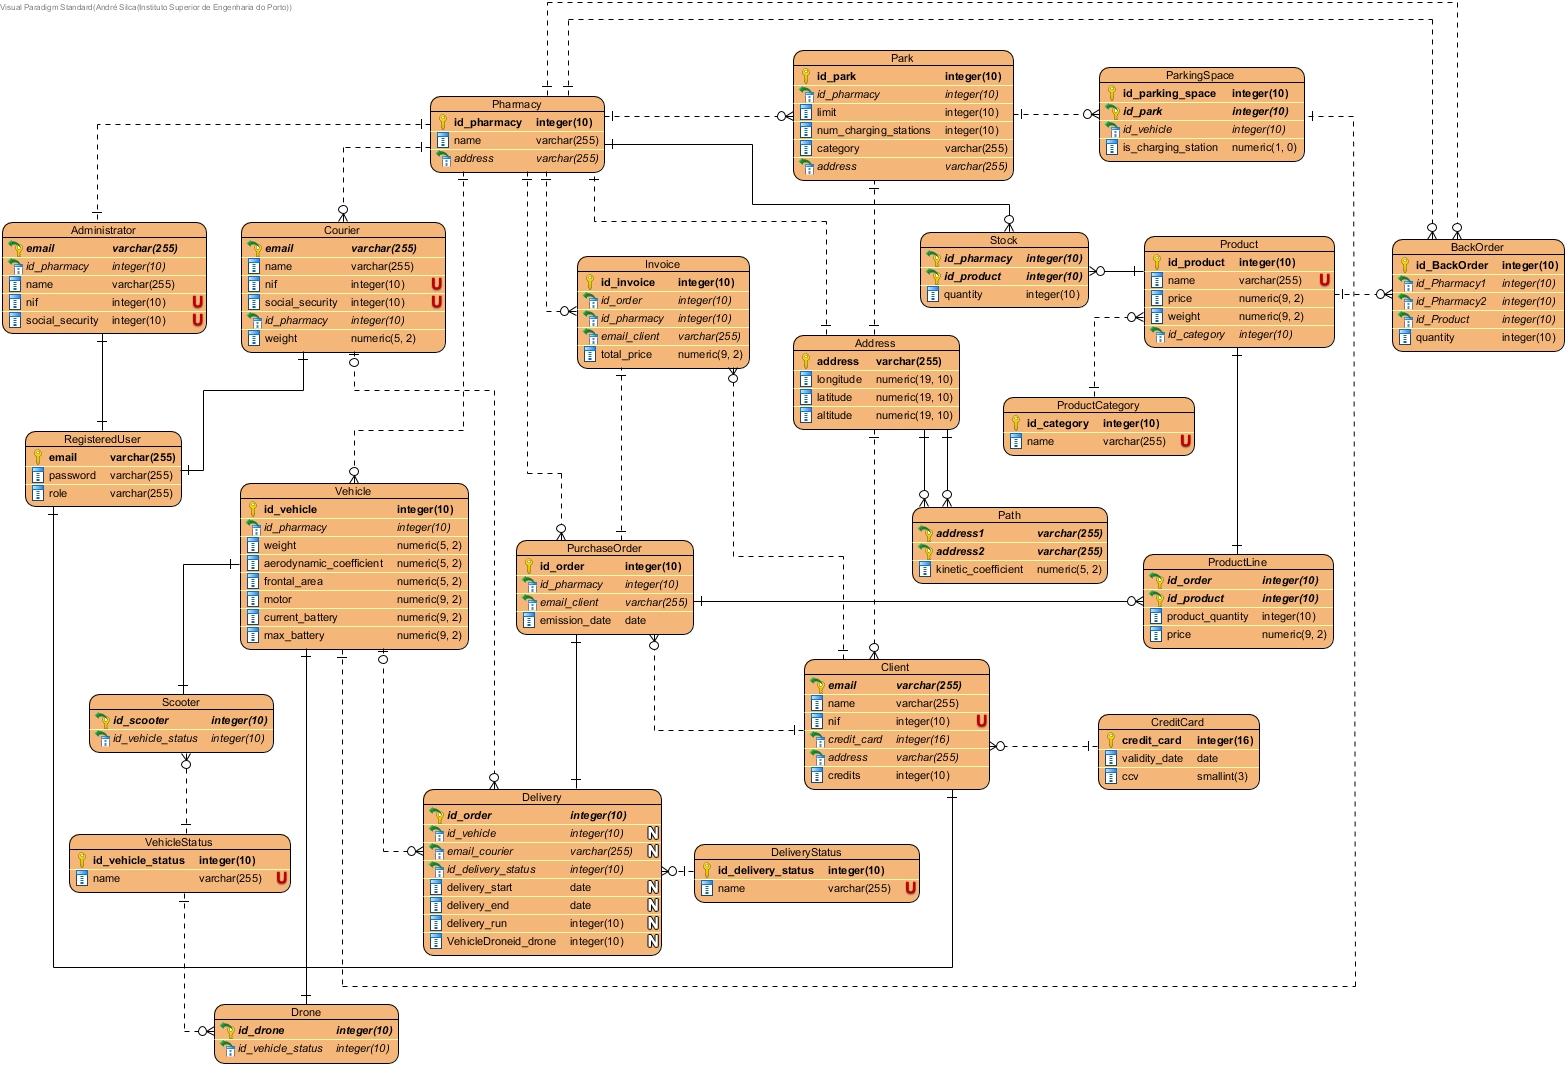 Visual Paradigm Standard(André Silca(Instituto Superior de Engenharia do Porto))
Park
id_park integer(10)
id_pharmacy integer(10)
limit integer(10)
num_charging_stations integer(10)
category varchar(255)
address varchar(255)
ParkingSpace
id_parking_space integer(10)
id_park integer(10)
id_vehicle integer(10)
is_charging_station numeric(1, 0)
Pharmacy
id_pharmacy integer(10)
name varchar(255)
address varchar(255)
Administrator
email varchar(255)
id_pharmacy integer(10)
name varchar(255)
nif integer(10) U
social_security integer(10) U
Courier
email varchar(255)
name varchar(255)
nif integer(10) U
social_security integer(10) U
id_pharmacy integer(10)
weight numeric(5, 2)
Invoice
id_invoice integer(10)
id_order integer(10)
id_pharmacy integer(10)
email_client varchar(255)
total_price numeric(9, 2)
Stock
id_pharmacy integer(10)
id_product integer(10)
quantity integer(10)
Product
id_product integer(10)
name varchar(255) U
price numeric(9, 2)
weight numeric(9, 2)
id_category integer(10)
BackOrder
id_BackOrder integer(10)
id_Pharmacy1 integer(10)
id_Pharmacy2 integer(10)
id_Product integer(10)
quantity integer(10)
Address
address varchar(255)
longitude numeric(19, 10)
latitude numeric(19, 10)
altitude numeric(19, 10)
ProductCategory
id_category integer(10)
name varchar(255) U
RegisteredUser
email varchar(255)
password varchar(255)
role varchar(255)
Vehicle
id_vehicle integer(10)
id_pharmacy integer(10)
weight numeric(5, 2)
aerodynamic_coefficient numeric(5, 2)
frontal_area numeric(5, 2)
motor numeric(9, 2)
current_battery numeric(9, 2)
max_battery numeric(9, 2)
Path
address1 varchar(255)
address2 varchar(255)
kinetic_coefficient numeric(5, 2)
PurchaseOrder
id_order integer(10)
id_pharmacy integer(10)
email_client varchar(255)
emission_date date
ProductLine
id_order integer(10)
id_product integer(10)
product_quantity integer(10)
price numeric(9, 2)
Client
email varchar(255)
name varchar(255)
nif integer(10) U
credit_card integer(16)
address varchar(255)
credits integer(10)
Scooter
id_scooter integer(10)
id_vehicle_status integer(10)
CreditCard
credit_card integer(16)
validity_date date
ccv smallint(3)
Delivery
id_order integer(10)
id_vehicle integer(10) N
email_courier varchar(255) N
id_delivery_status integer(10)
delivery_start date N
delivery_end date N
delivery_run integer(10) N
VehicleDroneid_drone integer(10) N
VehicleStatus
id_vehicle_status integer(10)
name varchar(255) U
DeliveryStatus
id_delivery_status integer(10)
name varchar(255) U
Drone
id_drone integer(10)
id_vehicle_status integer(10)